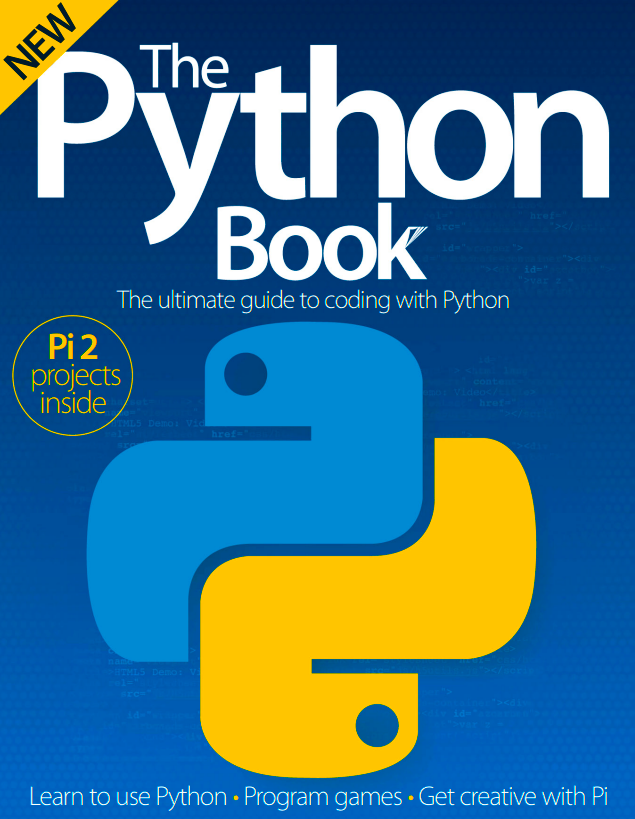 NEW
The
Python
Book
The ultimate guide to coding with Python
Pi 2
projects
inside
Learn to use Python • Program games • Get creative with Pi